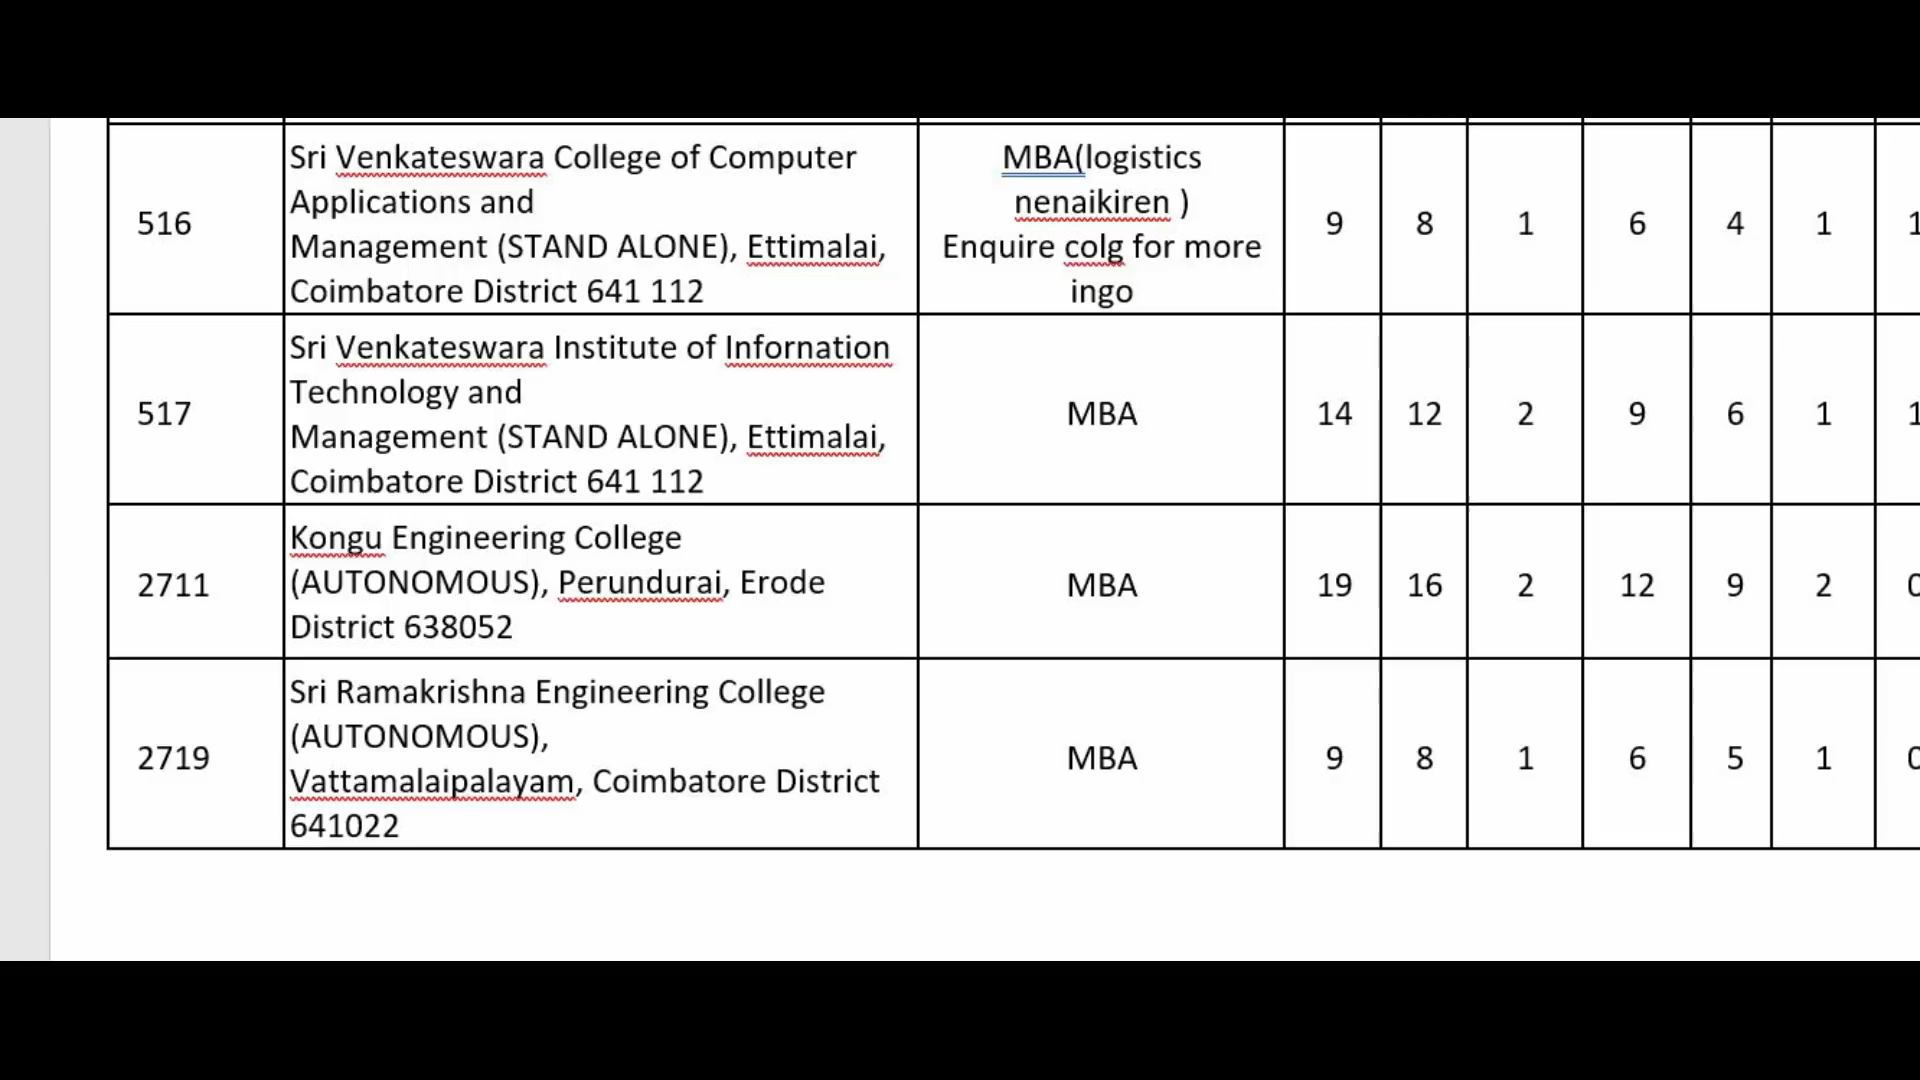 516
Sri Venkateswara College of Computer
Applications and
Management (STAND ALONE), Ettimalai,
Coimbatore District 641 112
MBA(logistics
nenaikiren )
Enquire colg for more
ingo
9 8 1 6 4 1 1
517
Sri Venkateswara Institute of Infornation
Technology and
Management (STAND ALONE), Ettimalai,
Coimbatore District 641 112
MBA
14 12 2 9 6 1 1
2711
Kongu Engineering College
(AUTONOMOUS), Perundurai, Erode
District 638052
MBA
19 16 2 12 9 2 0
2719
Sri Ramakrishna Engineering College
(AUTONOMOUS),
Vattamalaipalayam, Coimbatore District
641022
MBA
9 8 1 6 5 1 0